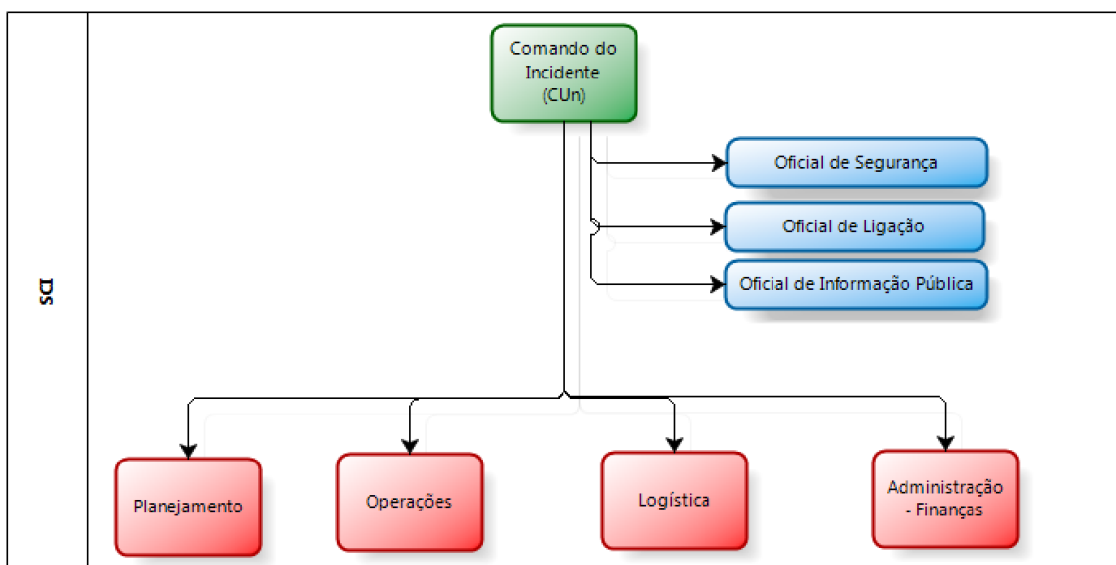 Comando do
Incidente
(CUn)
Oficial de Segurança
Oficial de Ligação
Oficial de Informação Pública
SCI
Planejamento
Operações
Logística
Administração
- Finanças